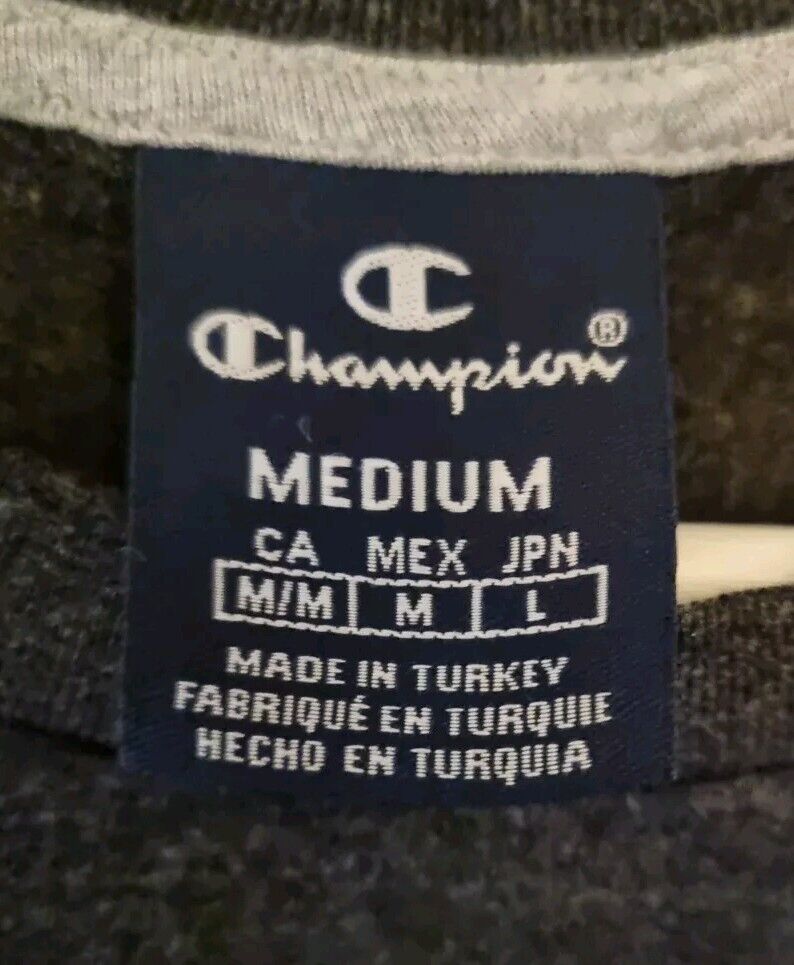 C
Champion®
MEDIUM
CA MEX JPN
M/M M L
MADE IN TURKEY
FABRIQUÉ EN TURQUIE
HECHO EN TURQUIA